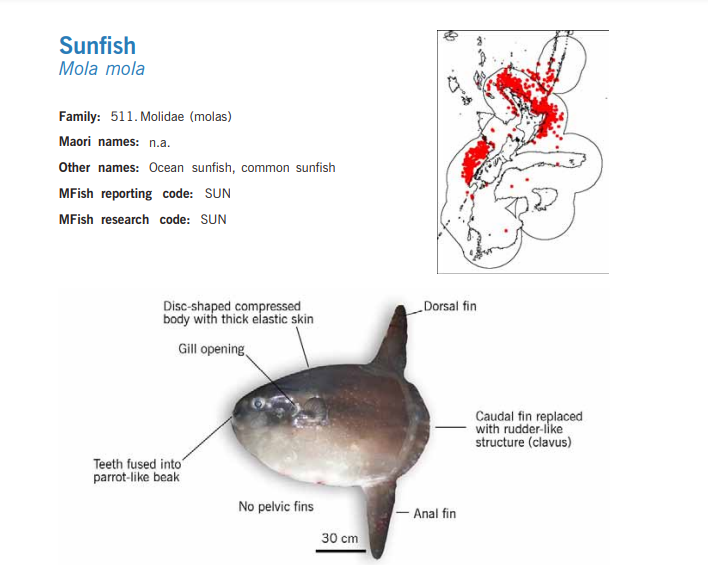 Sunfish
Mola mola
Family: 511. Molidae (molas)
Maori names: n.a.
Other names: Ocean sunfish, common sunfish
MFish reporting code: SUN
MFish research code: SUN
Disc-shaped compressed
body with thick elastic skin
Dorsal fin
Gill opening
Caudal fin replaced
with rudder-like
structure (clavus)
Teeth fused into
parrot-like beak
No pelvic fins
Anal fin
30 cm